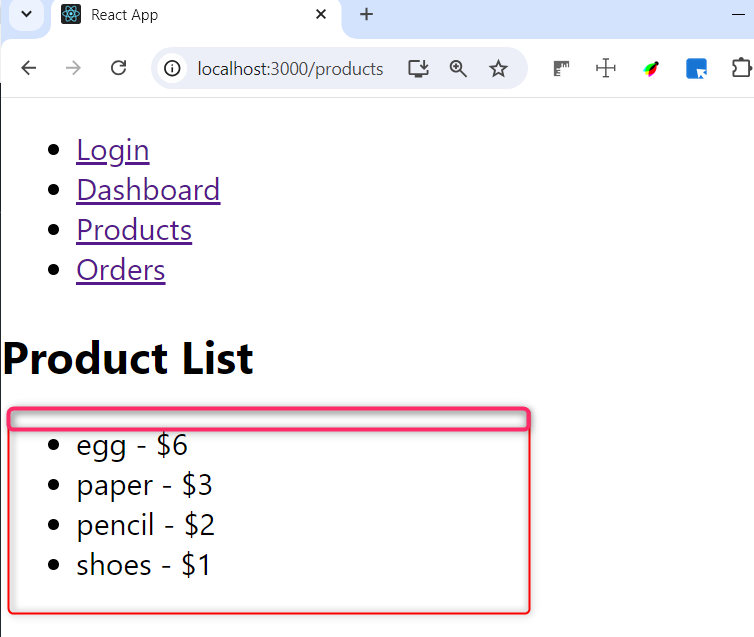 React App
localhost:3000/products
Login
Dashboard
Products
Orders
Product List
egg - $6
paper - $3
pencil - $2
shoes - $1